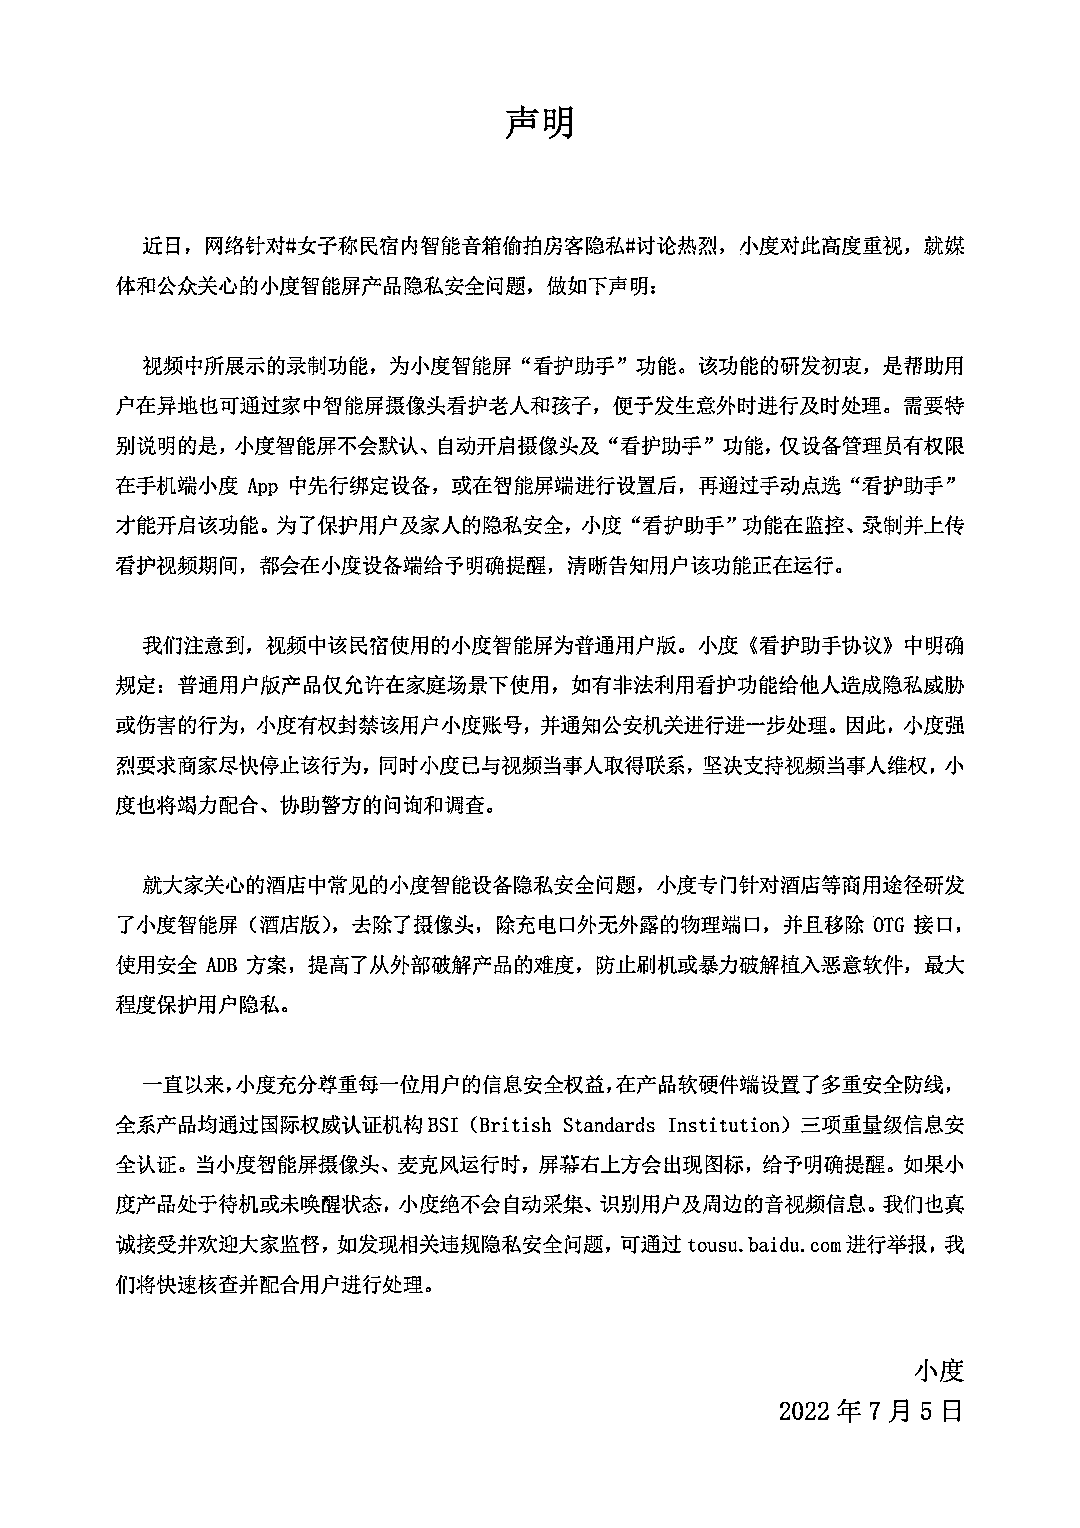 声明
近日，网络针对#女子称民宿内智能音箱偷拍房客隐私#讨论热烈，小度对此高度重视，就媒
体和公众关心的小度智能屏产品隐私安全问题，做如下声明：
视频中所展示的录制功能，为小度智能屏“看护助手”功能。该功能的研发初衷，是帮助用
户在异地也可通过家中智能屏摄像头看护老人和孩子，便于发生意外时进行及时处理。需要特
别说明的是，小度智能屏不会默认、自动开启摄像头及“看护助手”功能，仅设备管理员有权限
在手机端小度 App 中先行绑定设备，或在智能屏端进行设置后，再通过手动点选“看护助手”
才能开启该功能。为了保护用户及家人的隐私安全，小度“看护助手”功能在监控、录制并上传
看护视频期间，都会在小度设备端给予明确提醒，清晰告知用户该功能正在运行。
我们注意到，视频中该民宿使用的小度智能屏为普通用户版。小度《看护助手协议》中明确
规定：普通用户版产品仅允许在家庭场景下使用，如有非法利用看护功能给他人造成隐私威胁
或伤害的行为，小度有权封禁该用户小度账号，并通知公安机关进行进一步处理。因此，小度强
烈要求商家尽快停止该行为，同时小度已与视频当事人取得联系，坚决支持视频当事人维权，小
度也将竭力配合、协助警方的问询和调查。
就大家关心的酒店中常见的小度智能设备隐私安全问题，小度专门针对酒店等商用途径研发
了小度智能屏（酒店版），去除了摄像头，除充电口外无外露的物理端口，并且移除 OTG 接口，
使用安全 ADB 方案，提高了从外部破解产品的难度，防止刷机或暴力破解植入恶意软件，最大
程度保护用户隐私。
一直以来，小度充分尊重每一位用户的信息安全权益，在产品软硬件端设置了多重安全防线，
全系产品均通过国际权威认证机构BSI（British Standards Institution）三项重量级信息安
全认证。当小度智能屏摄像头、麦克风运行时，屏幕右上方会出现图标，给予明确提醒。如果小
度产品处于待机或未唤醒状态，小度绝不会自动采集、识别用户及周边的音视频信息。我们也真
诚接受并欢迎大家监督，如发现相关违规隐私安全问题，可通过tousu.baidu.com进行举报，我
们将快速核查并配合用户进行处理。
小度
2022 年 7 月 5 日